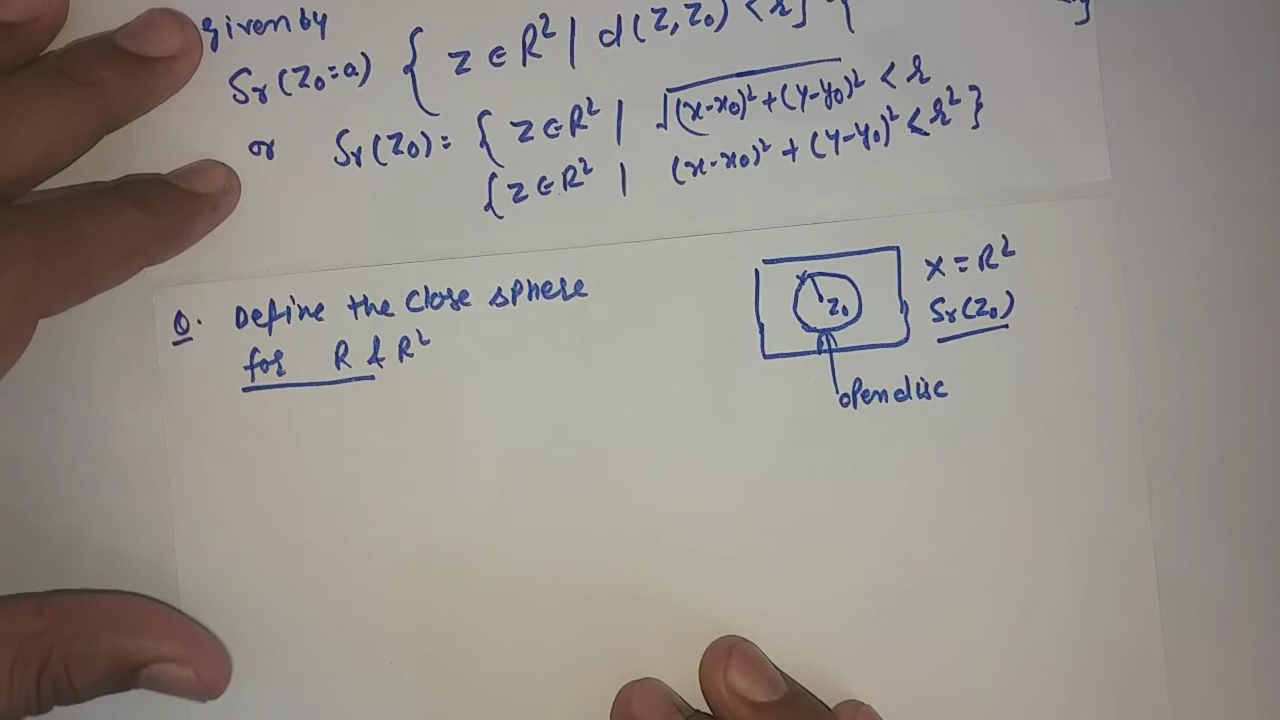 given by
Sr(Z0=a) { z ∈ R² | d(z,z0) < r } {
or Sr(z0) = { z ∈ R² | √(x-x0)² + (y-y0)² < r
{ z ∈ R² | (x-x0)² + (y-y0)² < r² }
Q. Define the Close sphere
for R & R²
z0
X = R²
Sr(z0)
open disc